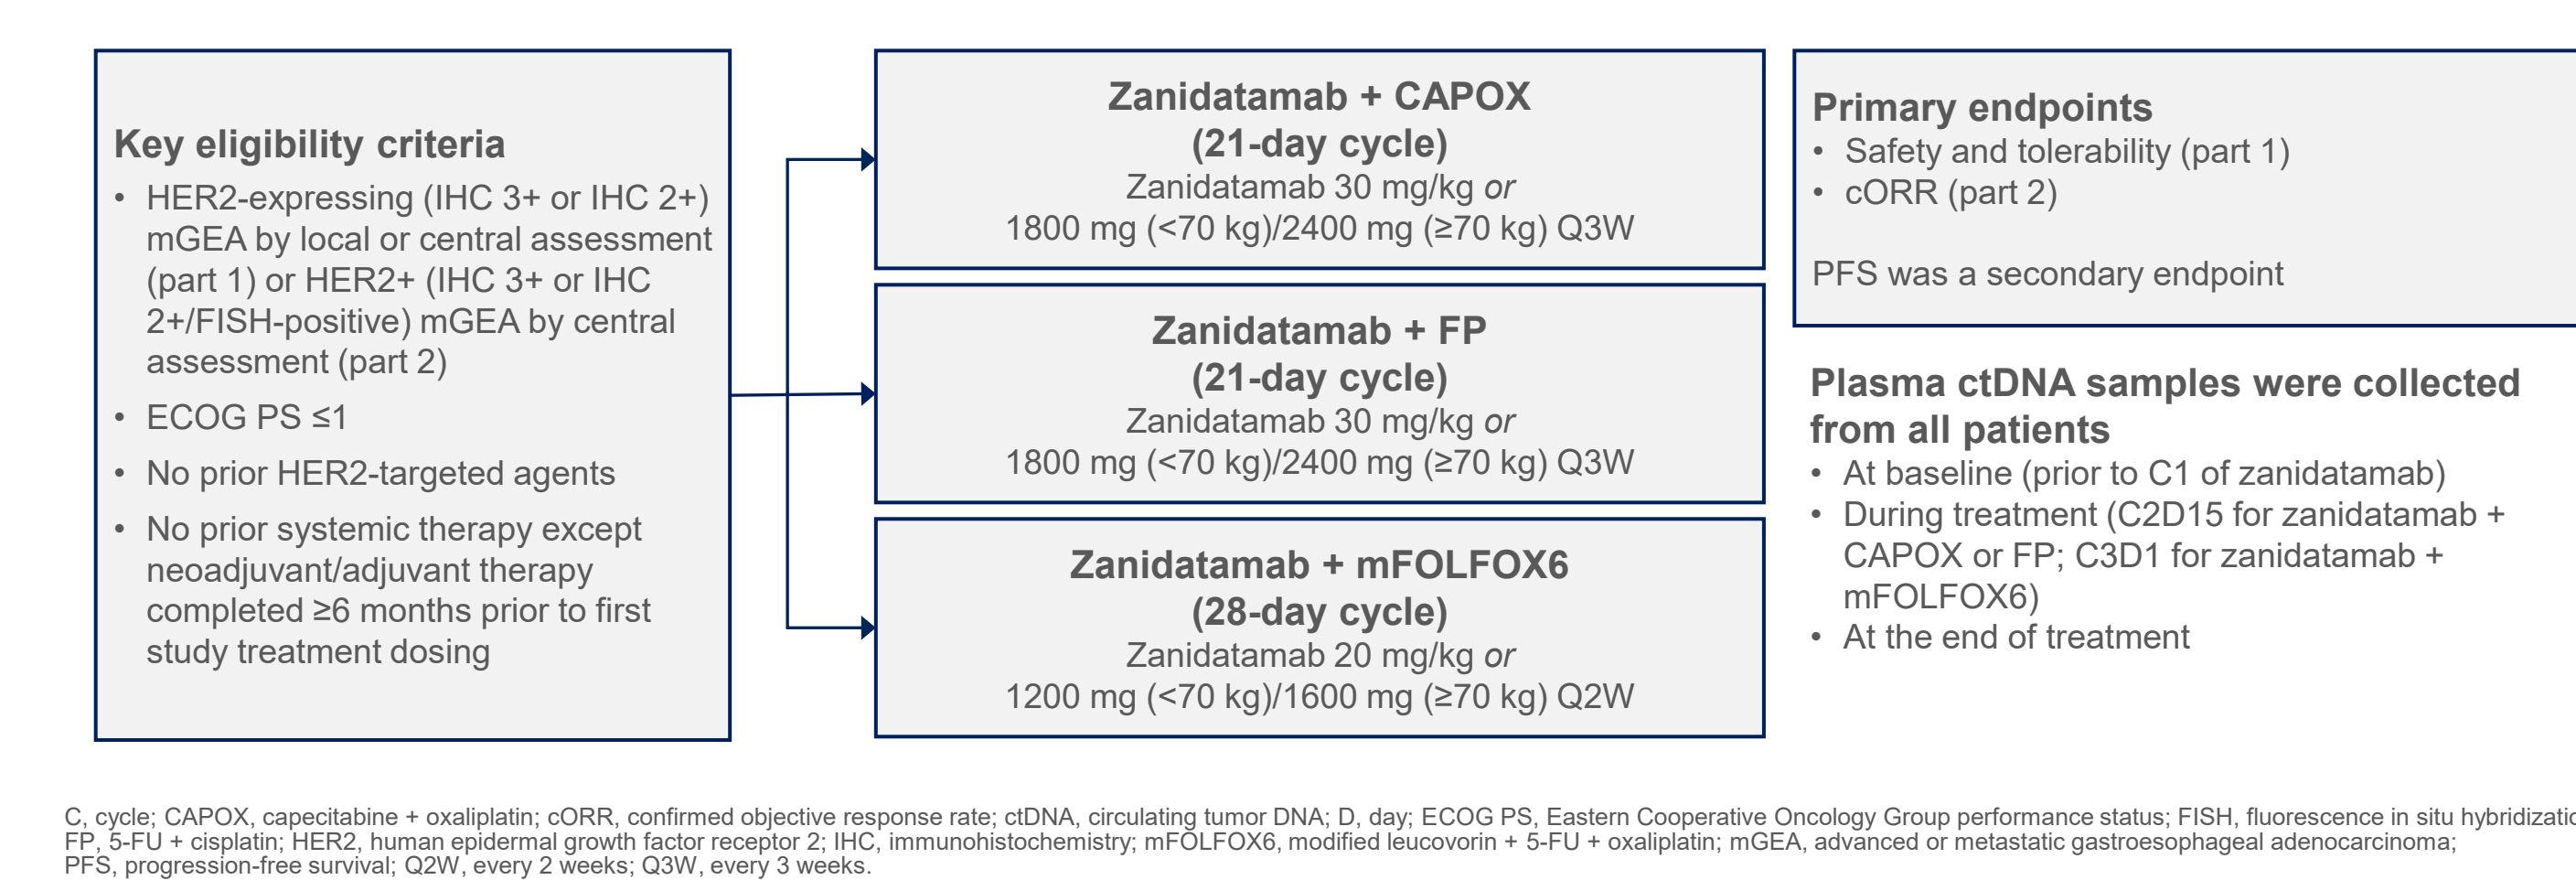 Key eligibility criteria
• HER2-expressing (IHC 3+ or IHC 2+)
mGEA by local or central assessment
(part 1) or HER2+ (IHC 3+ or IHC
2+/FISH-positive) mGEA by central
assessment (part 2)
• ECOG PS ≤1
• No prior HER2-targeted agents
• No prior systemic therapy except
neoadjuvant/adjuvant therapy
completed ≥6 months prior to first
study treatment dosing
Zanidatamab + CAPOX
(21-day cycle)
Zanidatamab 30 mg/kg or
1800 mg (<70 kg)/2400 mg (≥70 kg) Q3W
Zanidatamab + FP
(21-day cycle)
Zanidatamab 30 mg/kg or
1800 mg (<70 kg)/2400 mg (≥70 kg) Q3W
Zanidatamab + mFOLFOX6
(28-day cycle)
Zanidatamab 20 mg/kg or
1200 mg (<70 kg)/1600 mg (≥70 kg) Q2W
Primary endpoints
• Safety and tolerability (part 1)
• cORR (part 2)
PFS was a secondary endpoint
Plasma ctDNA samples were collected
from all patients
• At baseline (prior to C1 of zanidatamab)
• During treatment (C2D15 for zanidatamab +
CAPOX or FP; C3D1 for zanidatamab +
mFOLFOX6)
• At the end of treatment
C, cycle; CAPOX, capecitabine + oxaliplatin; cORR, confirmed objective response rate; ctDNA, circulating tumor DNA; D, day; ECOG PS, Eastern Cooperative Oncology Group performance status; FISH, fluorescence in situ hybridizatio
FP, 5-FU + cisplatin; HER2, human epidermal growth factor receptor 2; IHC, immunohistochemistry; mFOLFOX6, modified leucovorin + 5-FU + oxaliplatin; mGEA, advanced or metastatic gastroesophageal adenocarcinoma;
PFS, progression-free survival; Q2W, every 2 weeks; Q3W, every 3 weeks.